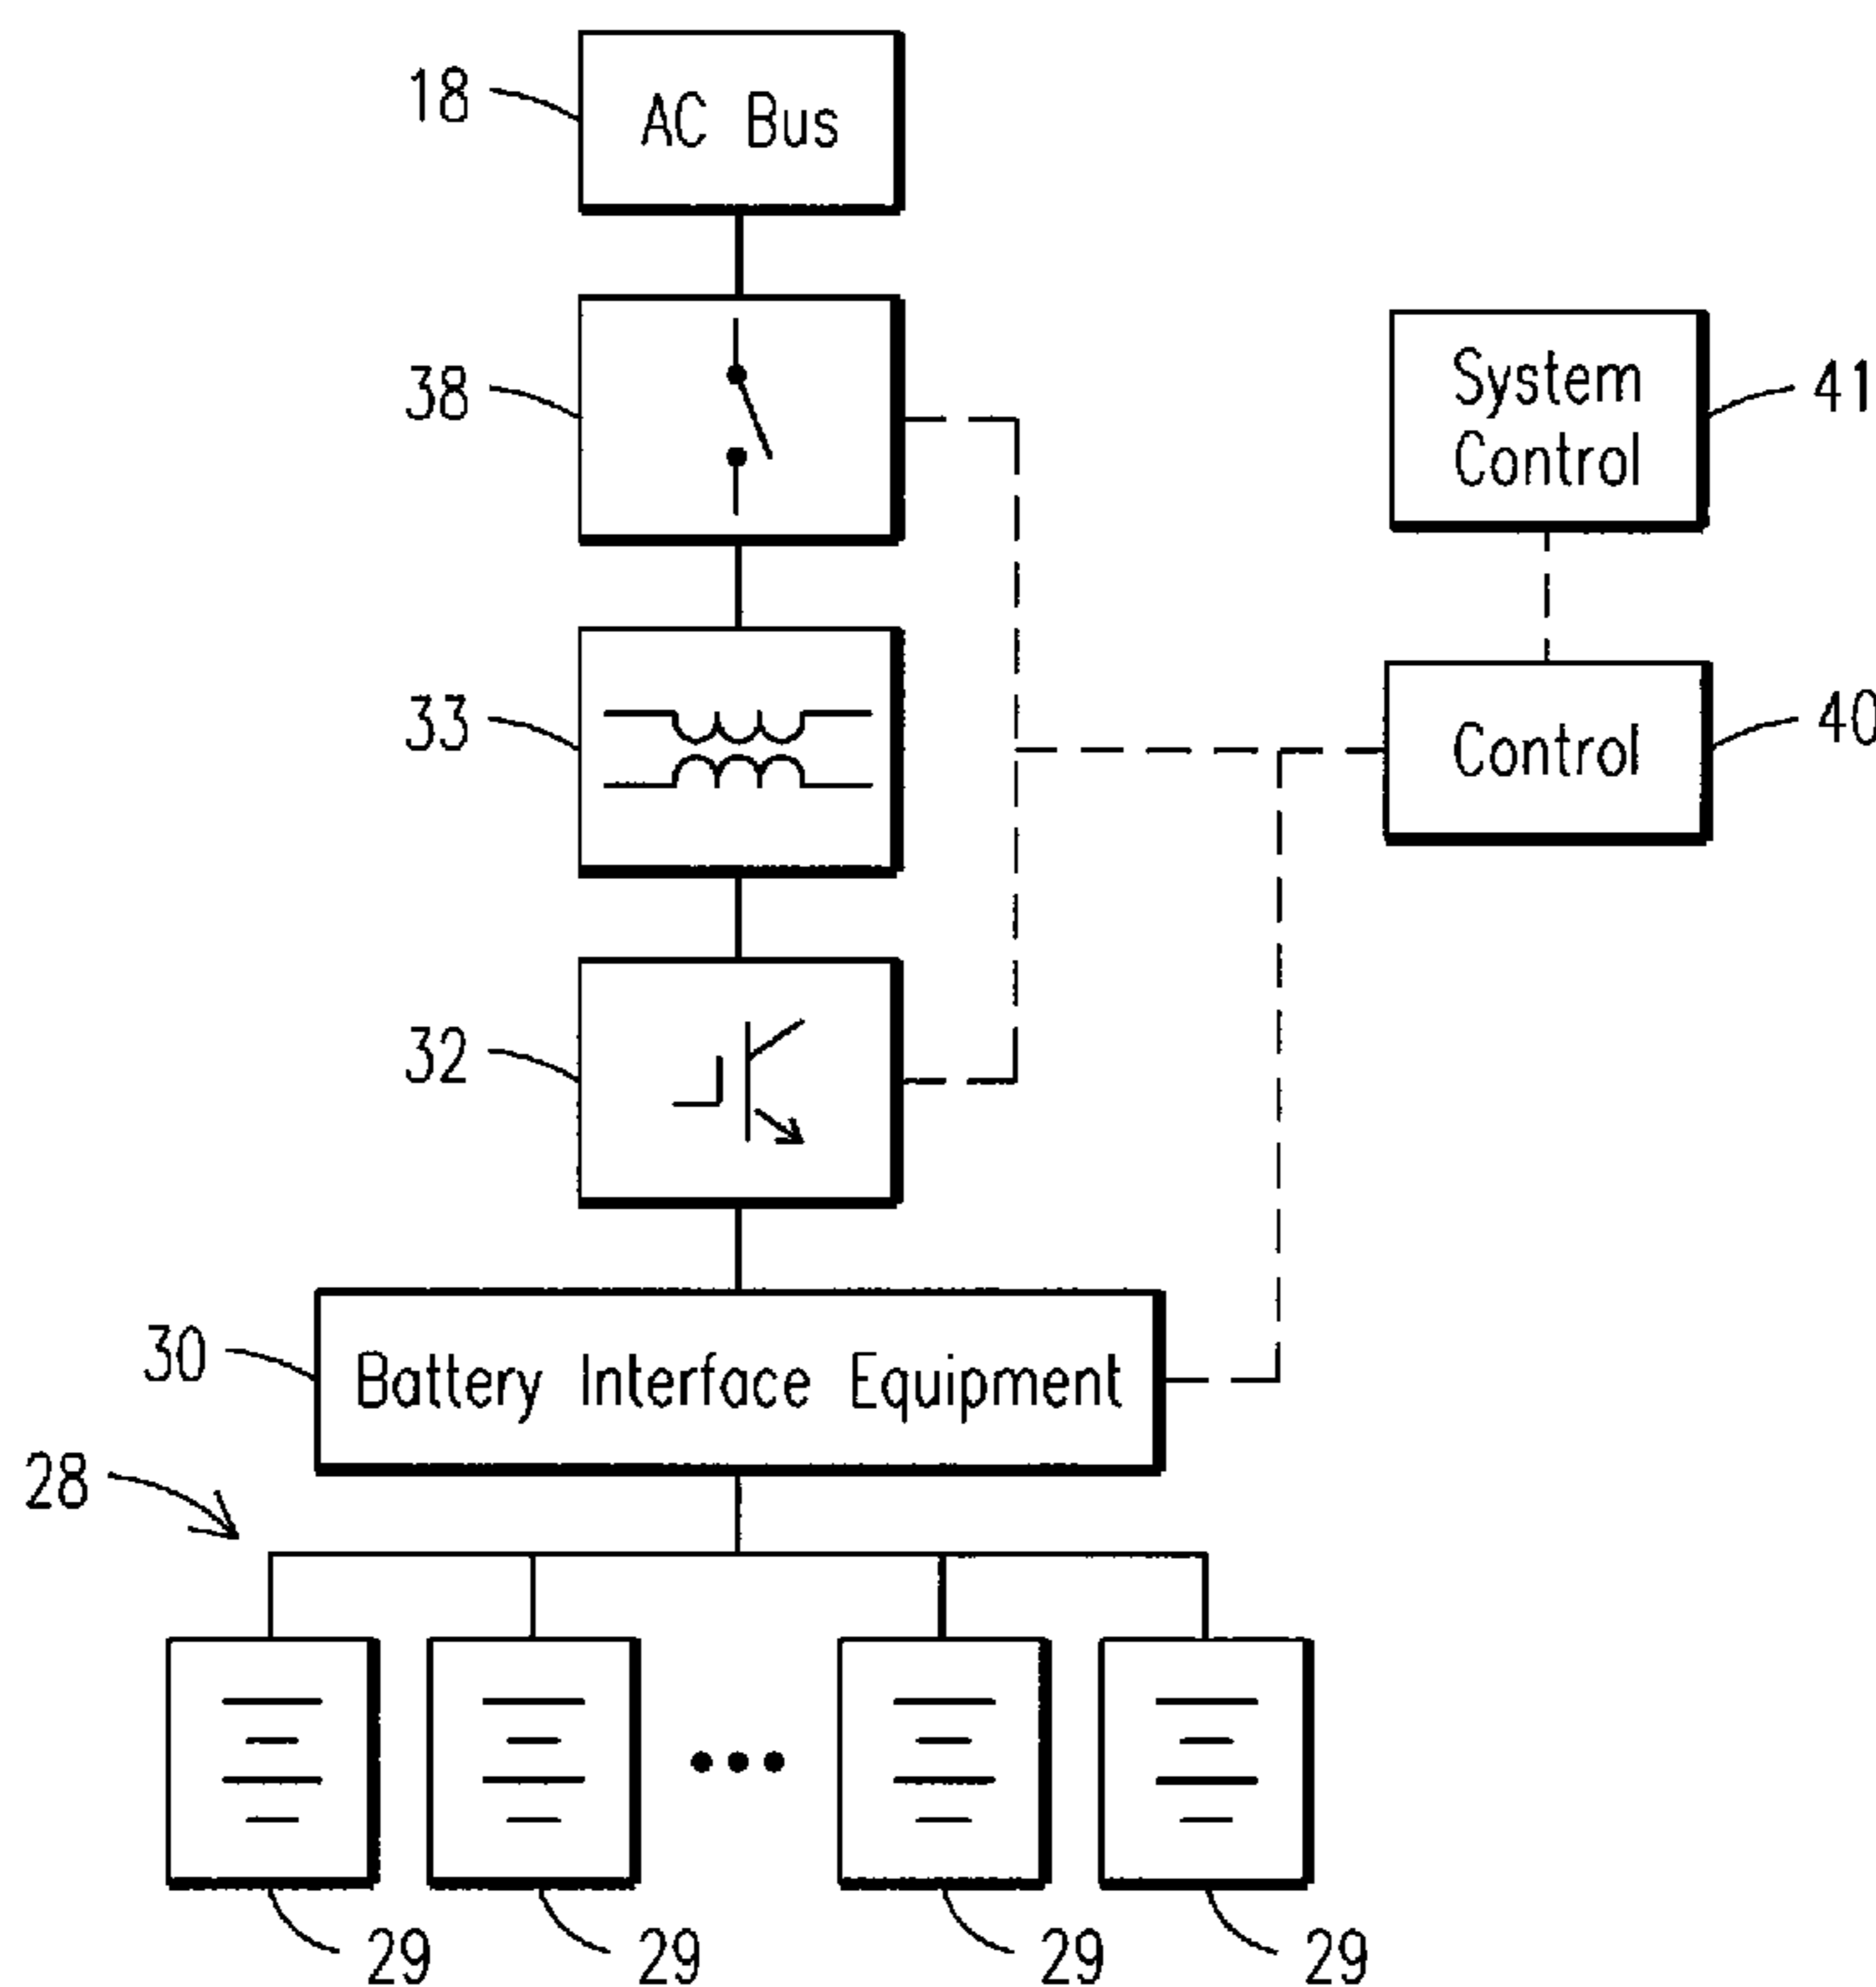 18
AC Bus
38
System
Control
41
33
Control
40
32
30
Battery Interface Equipment
28
29
29
29
29